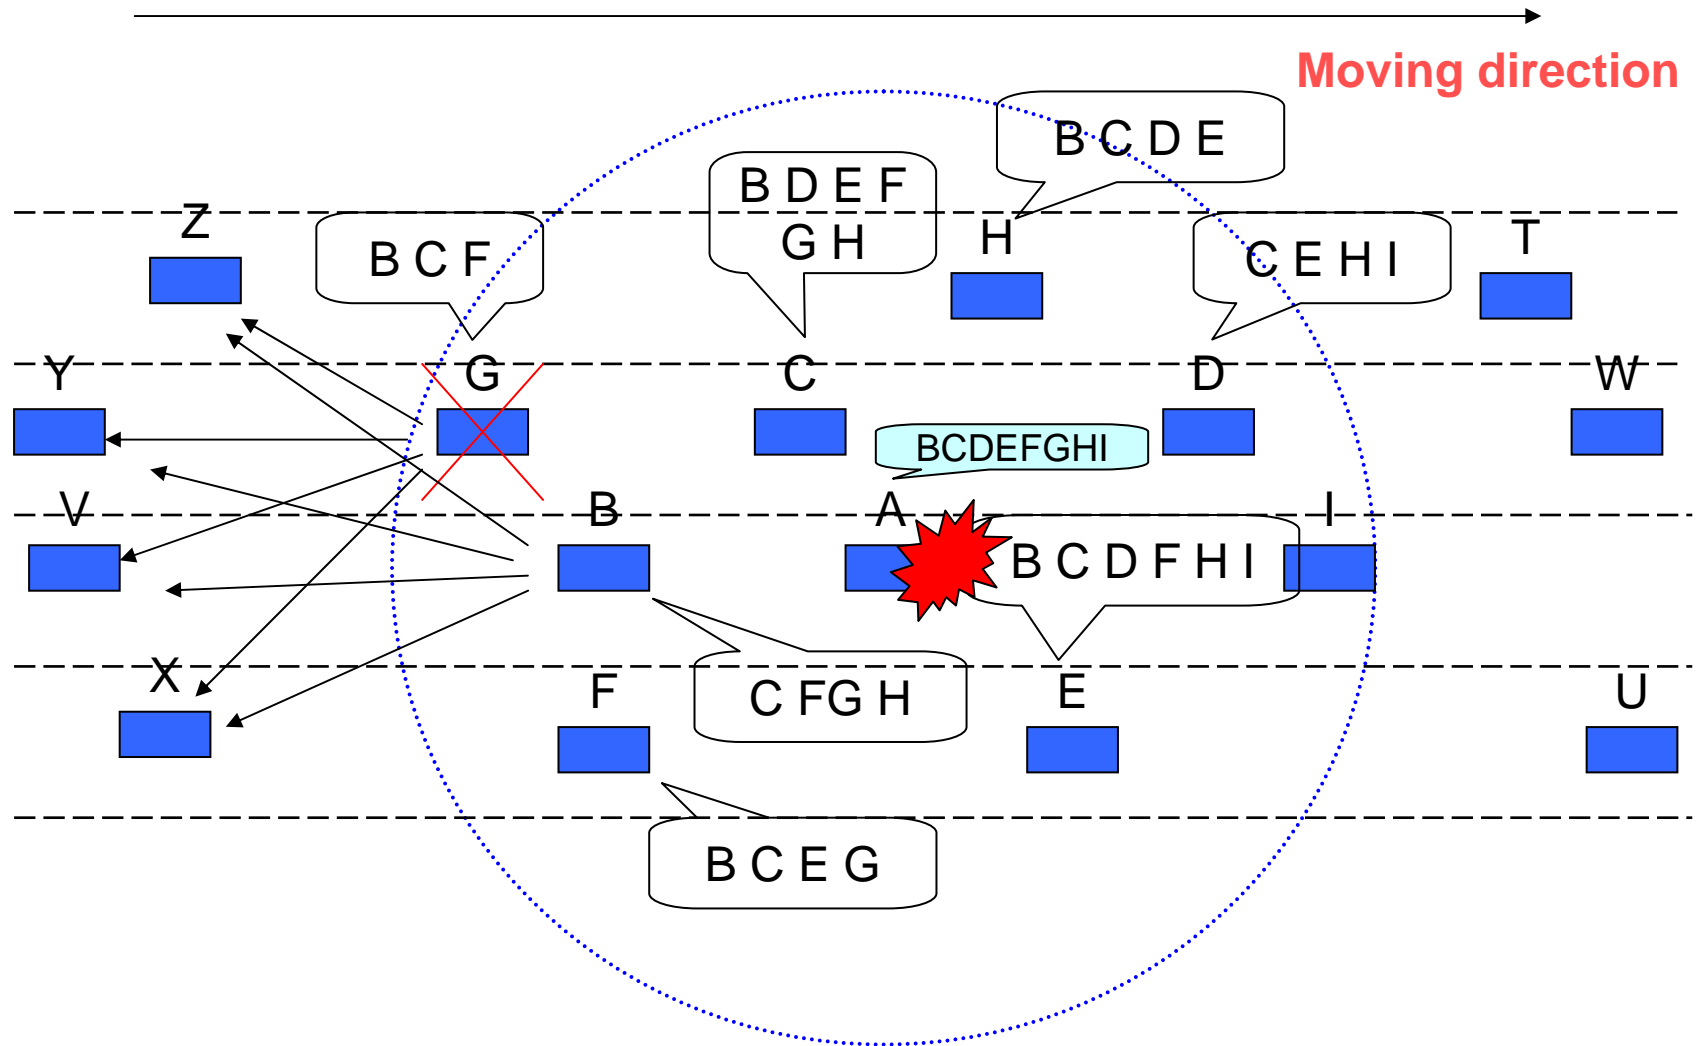 Moving direction
B C D E
B D E F
G H
Z
B C F
H
C E H I
T
Y
G
C
D
W
BCDEFGHI
V
B
A
B C D F H I
I
X
F
C FG H
E
U
B C E G